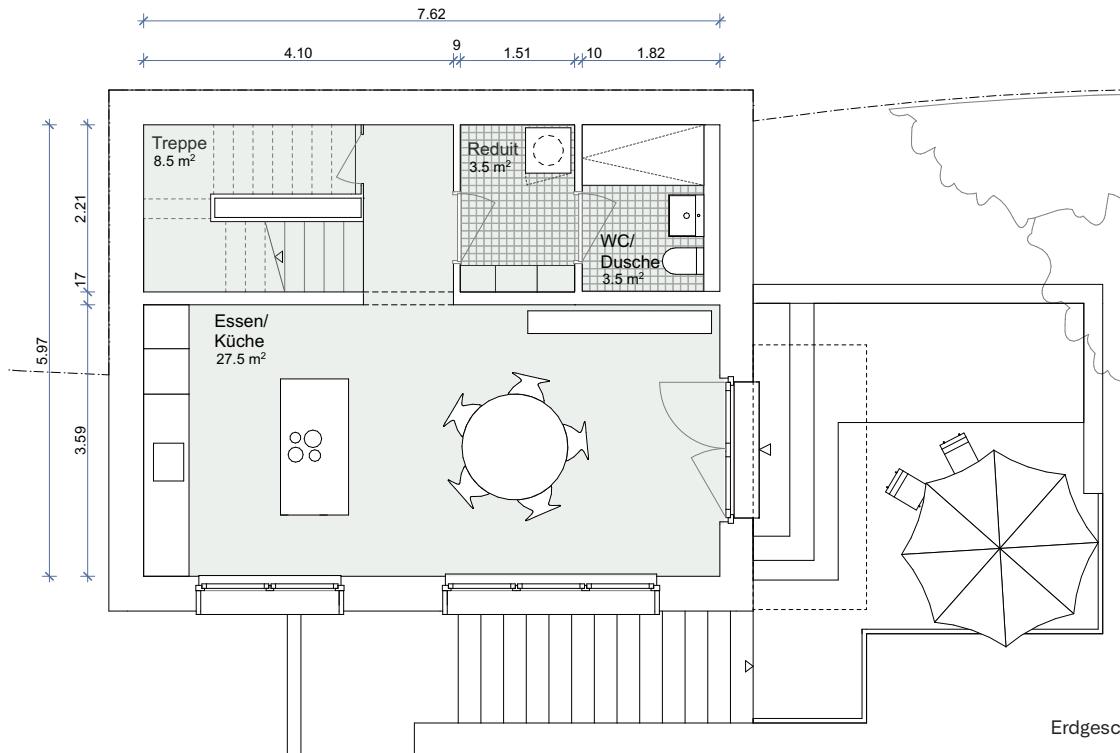 7.62
4.10
9
1.51
10
1.82
Treppe
8.5 m²
Reduit
3.5 m²
2.21
WC/
Dusche
3.5 m²
17
Essen/
Küche
27.5 m²
5.97
3.59
Erdgesc